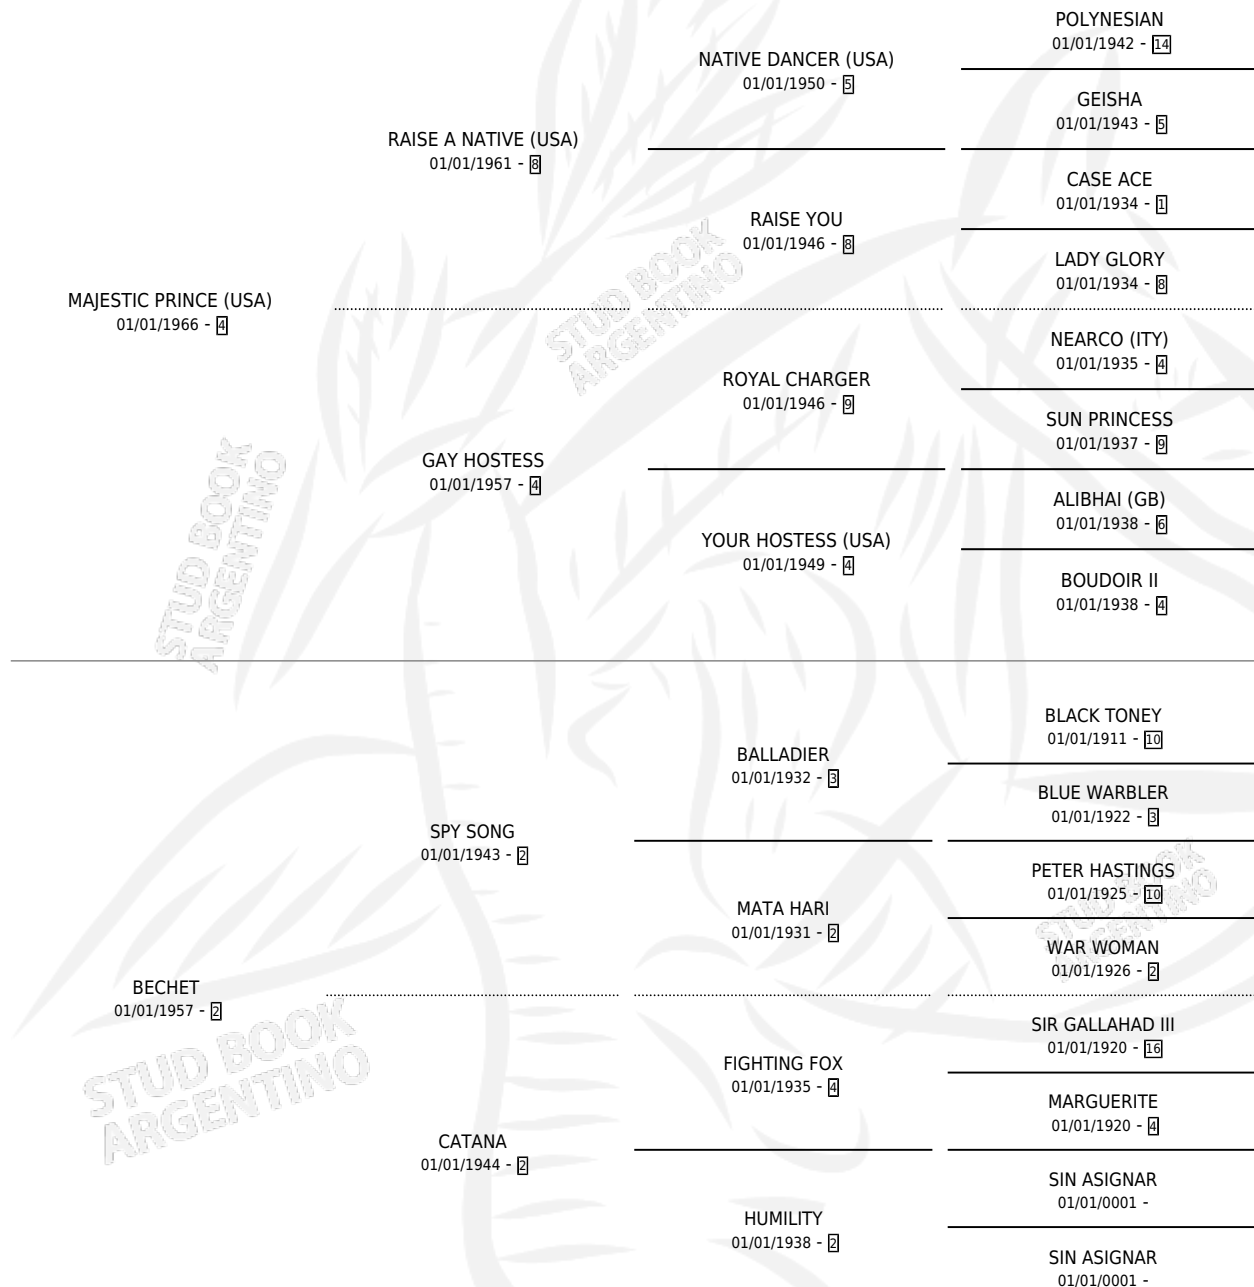 POLYNESIAN
01/01/1942 - 14
NATIVE DANCER (USA)
01/01/1950 - 5
GEISHA
01/01/1943 - 5
RAISE A NATIVE (USA)
01/01/1961 - 8
CASE ACE
01/01/1934 - 1
RAISE YOU
01/01/1946 - 8
LADY GLORY
01/01/1934 - 8
MAJESTIC PRINCE (USA)
01/01/1966 - 4
NEARCO (ITY)
01/01/1935 - 4
ROYAL CHARGER
01/01/1946 - 9
SUN PRINCESS
01/01/1937 - 9
GAY HOSTESS
01/01/1957 - 4
ALIBHAI (GB)
01/01/1938 - 6
YOUR HOSTESS (USA)
01/01/1949 - 4
BOUDOIR II
01/01/1938 - 4
BLACK TONEY
01/01/1911 - 10
BALLADIER
01/01/1932 - 3
BLUE WARBLER
01/01/1922 - 3
SPY SONG
01/01/1943 - 2
PETER HASTINGS
01/01/1925 - 10
MATA HARI
01/01/1931 - 2
WAR WOMAN
01/01/1926 - 2
BECHET
01/01/1957 - 2
SIR GALLAHAD III
01/01/1920 - 16
FIGHTING FOX
01/01/1935 - 4
MARGUERITE
01/01/1920 - 4
CATANA
01/01/1944 - 2
SIN ASIGNAR
01/01/0001 -
HUMILITY
01/01/1938 - 2
SIN ASIGNAR
01/01/0001 -
STUD BOOK
ARGENTINO
STUD BOOK
ARGENTINO
STUD BOOK
ARGENTINO
STUD BOOK
ARGENTINO